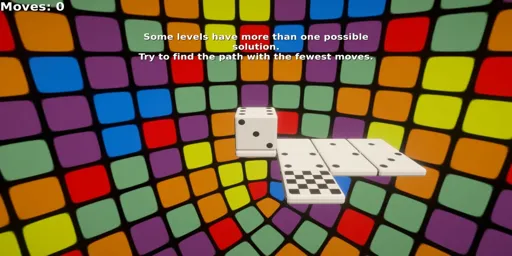 Moves: 0
Some levels have more than one possible
solution.
Try to find the path with the fewest moves.